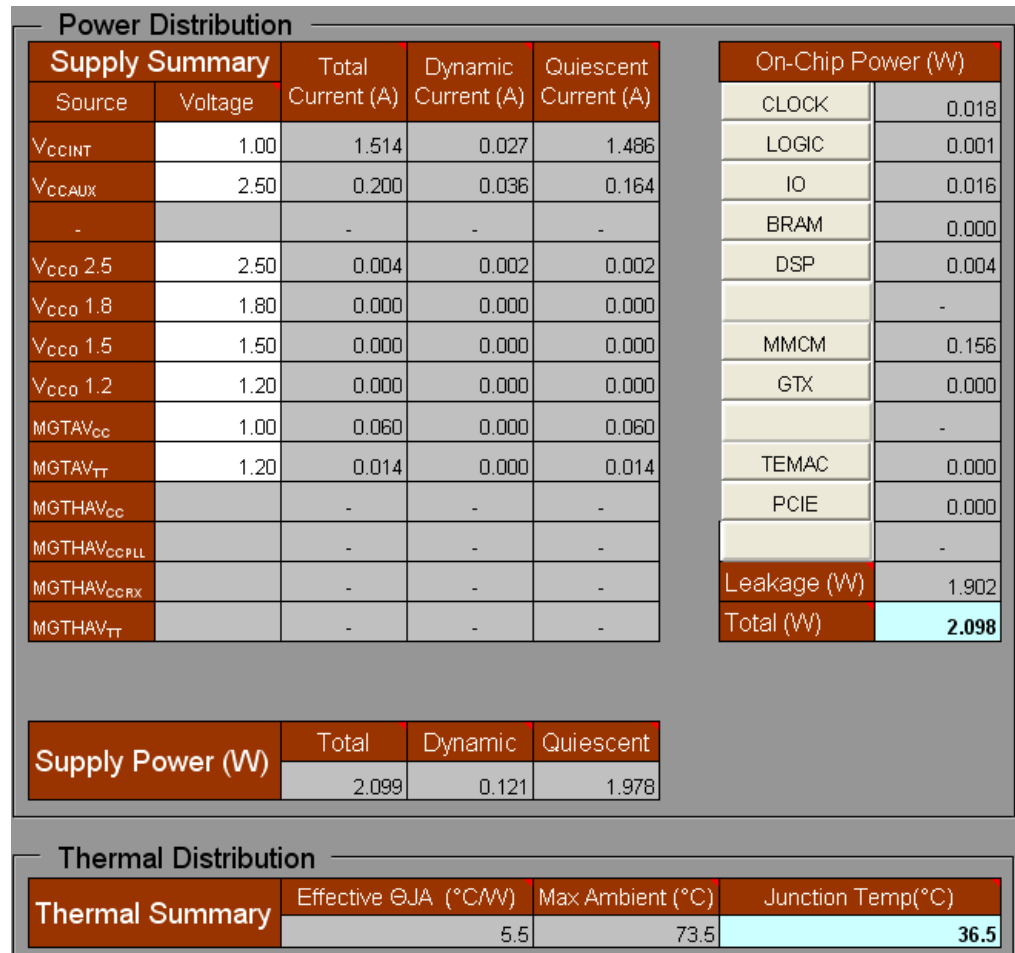 Power Distribution
Supply Summary Total Current (A) Dynamic Current (A) Quiescent Current (A) On-Chip Power (W)
Source Voltage CLOCK 0.018
VCCINT 1.00 1.514 0.027 1.486 LOGIC 0.001
VCCAUX 2.50 0.200 0.036 0.164 IO 0.016
- - - - BRAM 0.000
VCCO 2.5 2.50 0.004 0.002 0.002 DSP 0.004
VCCO 1.8 1.80 0.000 0.000 0.000 -
VCCO 1.5 1.50 0.000 0.000 0.000 MMCM 0.156
VCCO 1.2 1.20 0.000 0.000 0.000 GTX 0.000
MGTAVCC 1.00 0.060 0.000 0.060 -
MGTAVTT 1.20 0.014 0.000 0.014 TEMAC 0.000
MGTHAVCC - - - PCIE 0.000
MGTHAVCCPLL - - - -
MGTHAVCCRX - - - Leakage (W) 1.902
MGTHAVTT - - - Total (W) 2.098
Supply Power (W) Total Dynamic Quiescent
2.099 0.121 1.978
Thermal Distribution
Thermal Summary Effective ΘJA (°C/W) Max Ambient (°C) Junction Temp(°C)
5.5 73.5 36.5